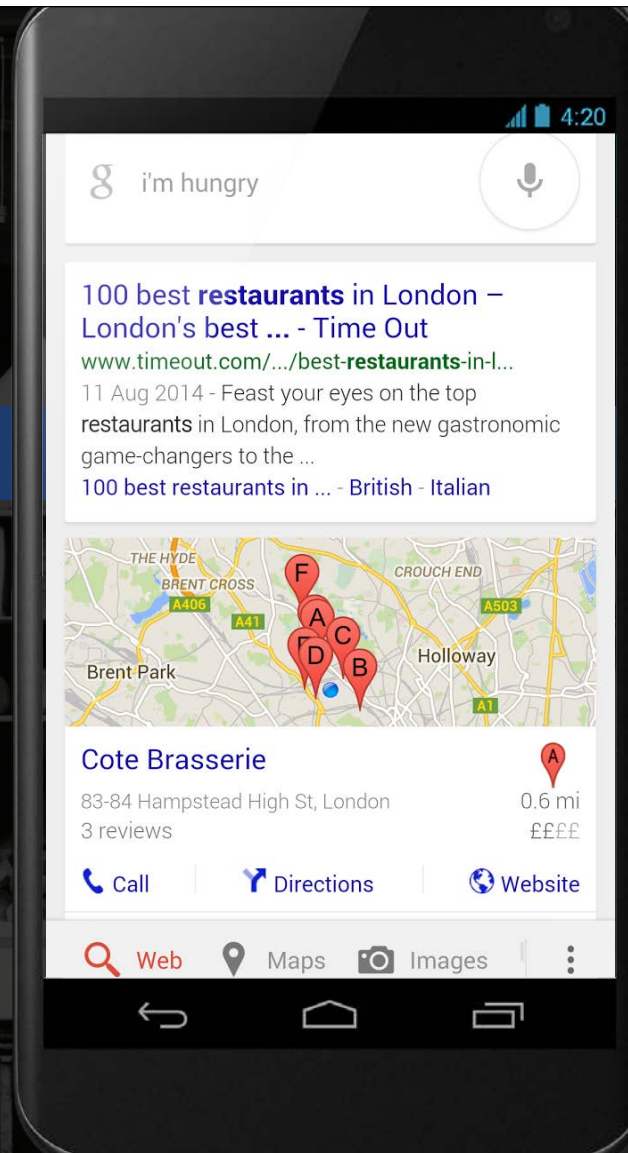 4:20
g i'm hungry
100 best restaurants in London –
London's best ... - Time Out
www.timeout.com/.../best-restaurants-in-l...
11 Aug 2014 - Feast your eyes on the top
restaurants in London, from the new gastronomic
game-changers to the ...
100 best restaurants in ... - British - Italian
THE HYDE
BRENT CROSS
F
CROUCH END
A406
A41
A
A503
C
D
B
Brent Park
Holloway
A1
Cote Brasserie
A
83-84 Hampstead High St, London 0.6 mi
3 reviews ££££
Call Directions Website
Web Maps Images